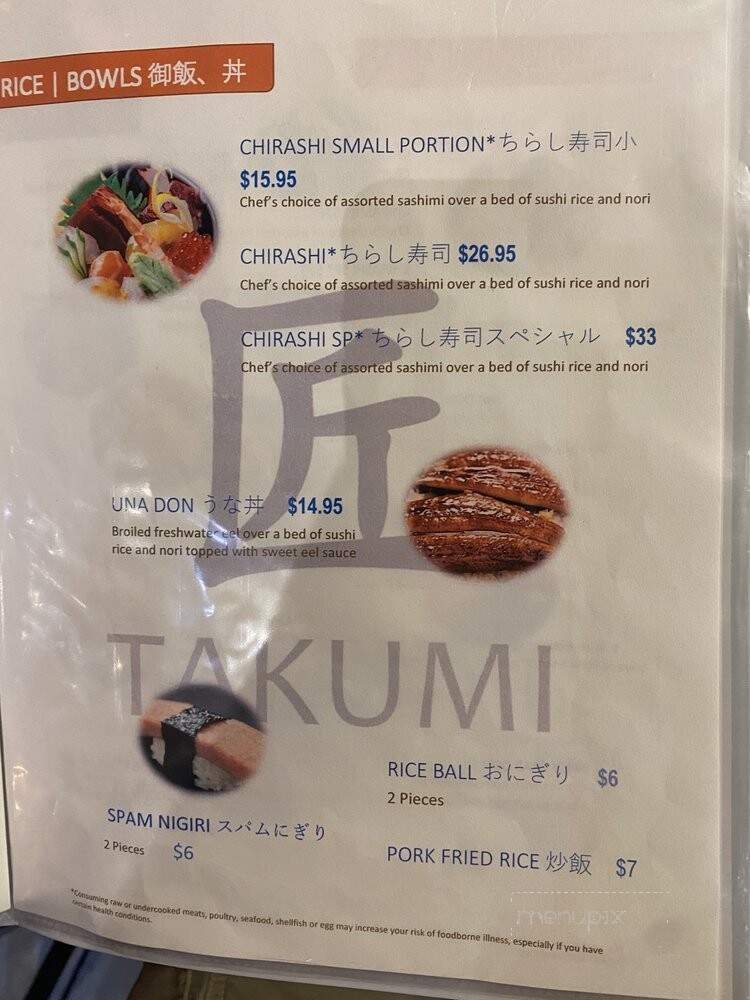 RICE | BOWLS 御飯、丼
CHIRASHI SMALL PORTION*ちらし寿司小
$15.95
Chef's choice of assorted sashimi over a bed of sushi rice and nori
CHIRASHI*ちらし寿司 $26.95
Chef's choice of assorted sashimi over a bed of sushi rice and nori
CHIRASHI SP* ちらし寿司スペシャル $33
Chef's choice of assorted sashimi over a bed of sushi rice and nori
匠
UNA DON うな丼 $14.95
Broiled freshwater eel over a bed of sushi
rice and nori topped with sweet eel sauce
TAKUMI
RICE BALL おにぎり $6
2 Pieces
SPAM NIGIRI スパムにぎり
2 Pieces $6
PORK FRIED RICE 炒飯 $7
*Consuming raw or undercooked meats, poultry, seafood, shellfish or egg may increase your risk of foodborne illness, especially if you have
certain health conditions.
menupix